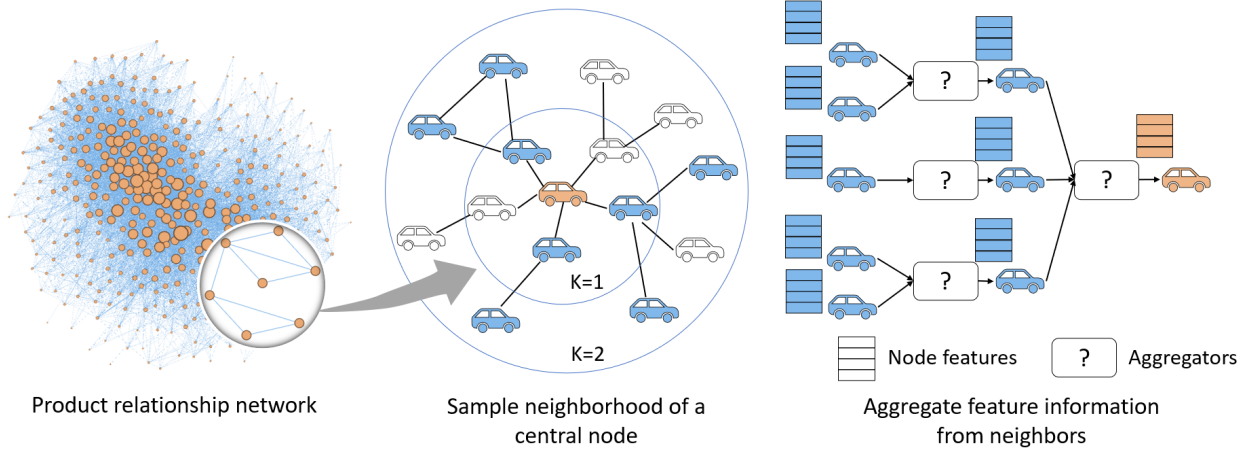 K=1
K=2
?
?
?
?
Node features
?
Aggregators
Product relationship network
Sample neighborhood of a
central node
Aggregate feature information
from neighbors